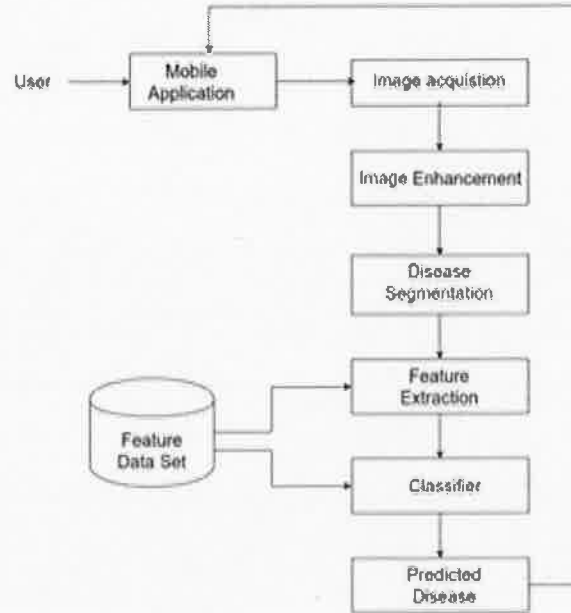 User
Mobile
Application
Image acquistion
Image Enhancement
Disease
Segmentation
Feature
Extraction
Feature
Data Set
Classifier
Predicted
Disease